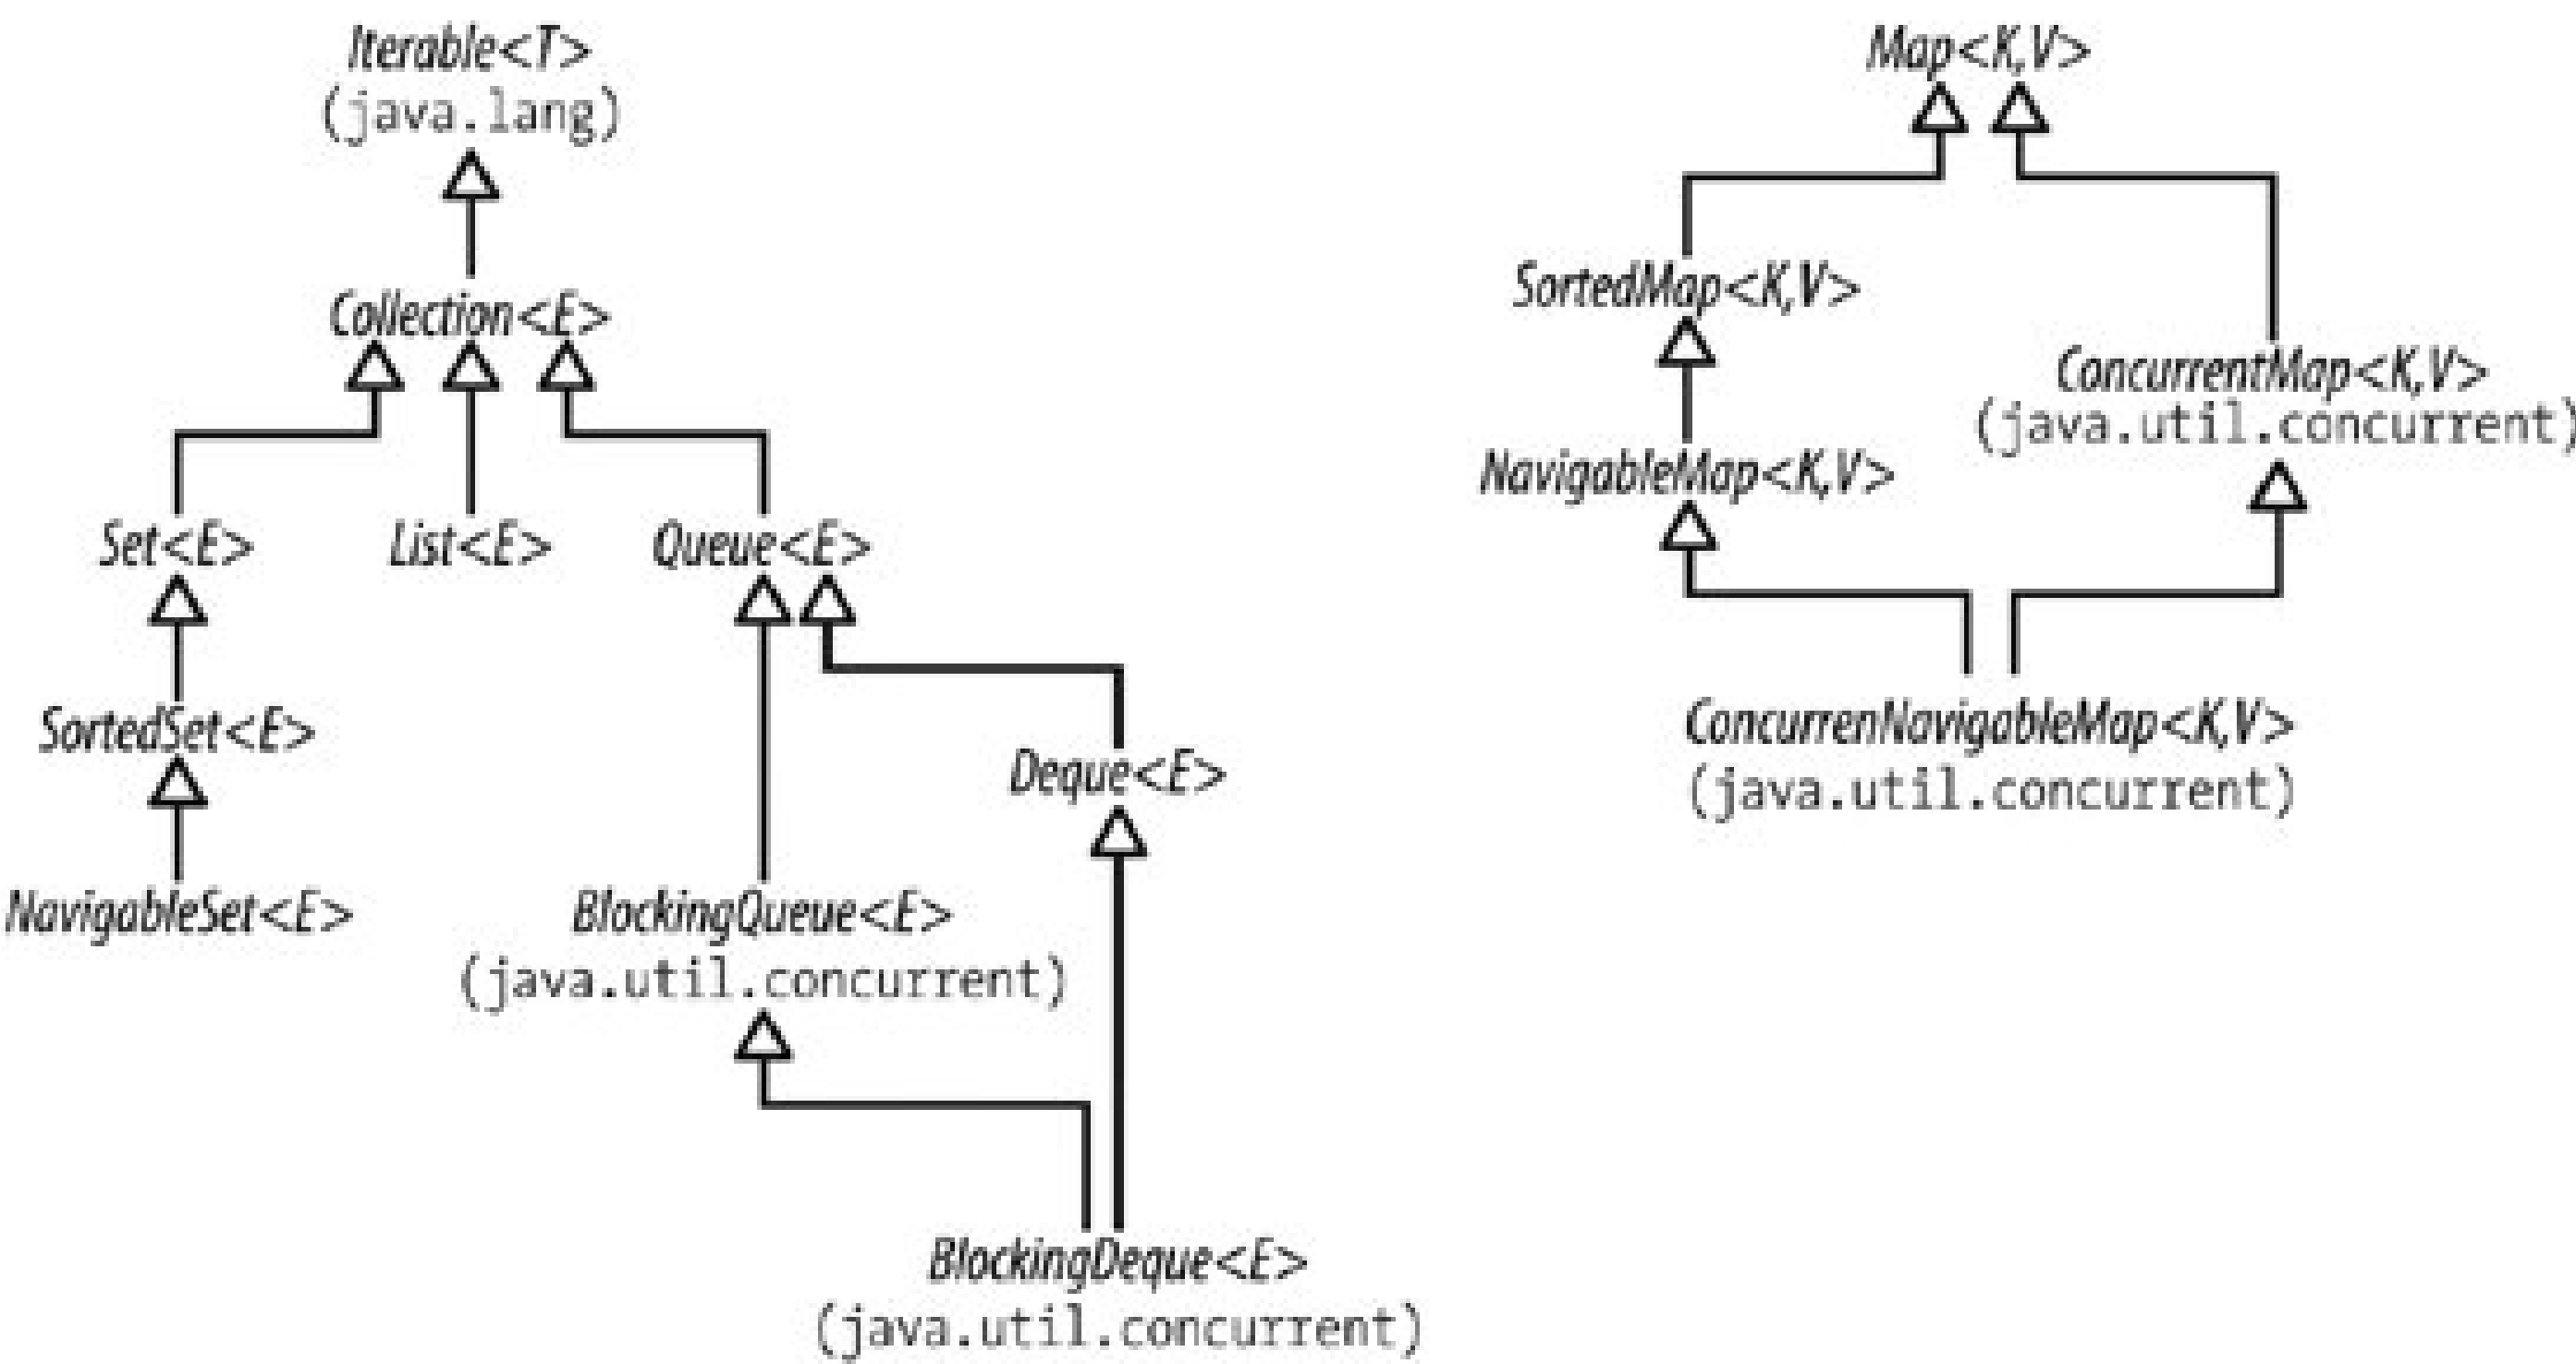 Iterable<T>
(java.lang)
Collection<E>
Set<E>
List<E>
Queue<E>
SortedSet<E>
Deque<E>
NavigableSet<E>
BlockingQueue<E>
(java.util.concurrent)
BlockingDeque<E>
(java.util.concurrent)
Map<K,V>
SortedMap<K,V>
ConcurrentMap<K,V>
(java.util.concurrent)
NavigableMap<K,V>
ConcurrenNavigableMap<K,V>
(java.util.concurrent)